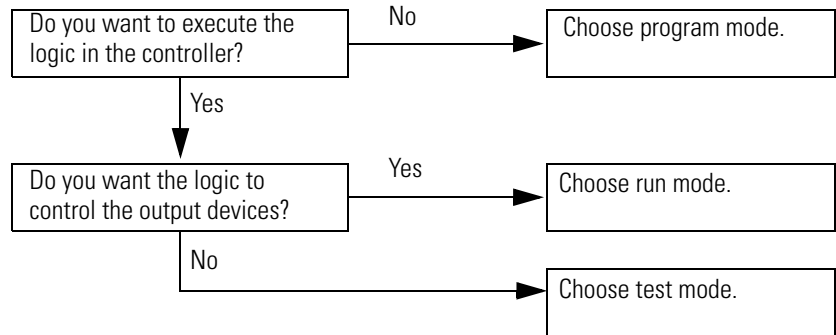 Do you want to execute the
logic in the controller?
No
Choose program mode.
Yes
Do you want the logic to
control the output devices?
Yes
Choose run mode.
No
Choose test mode.